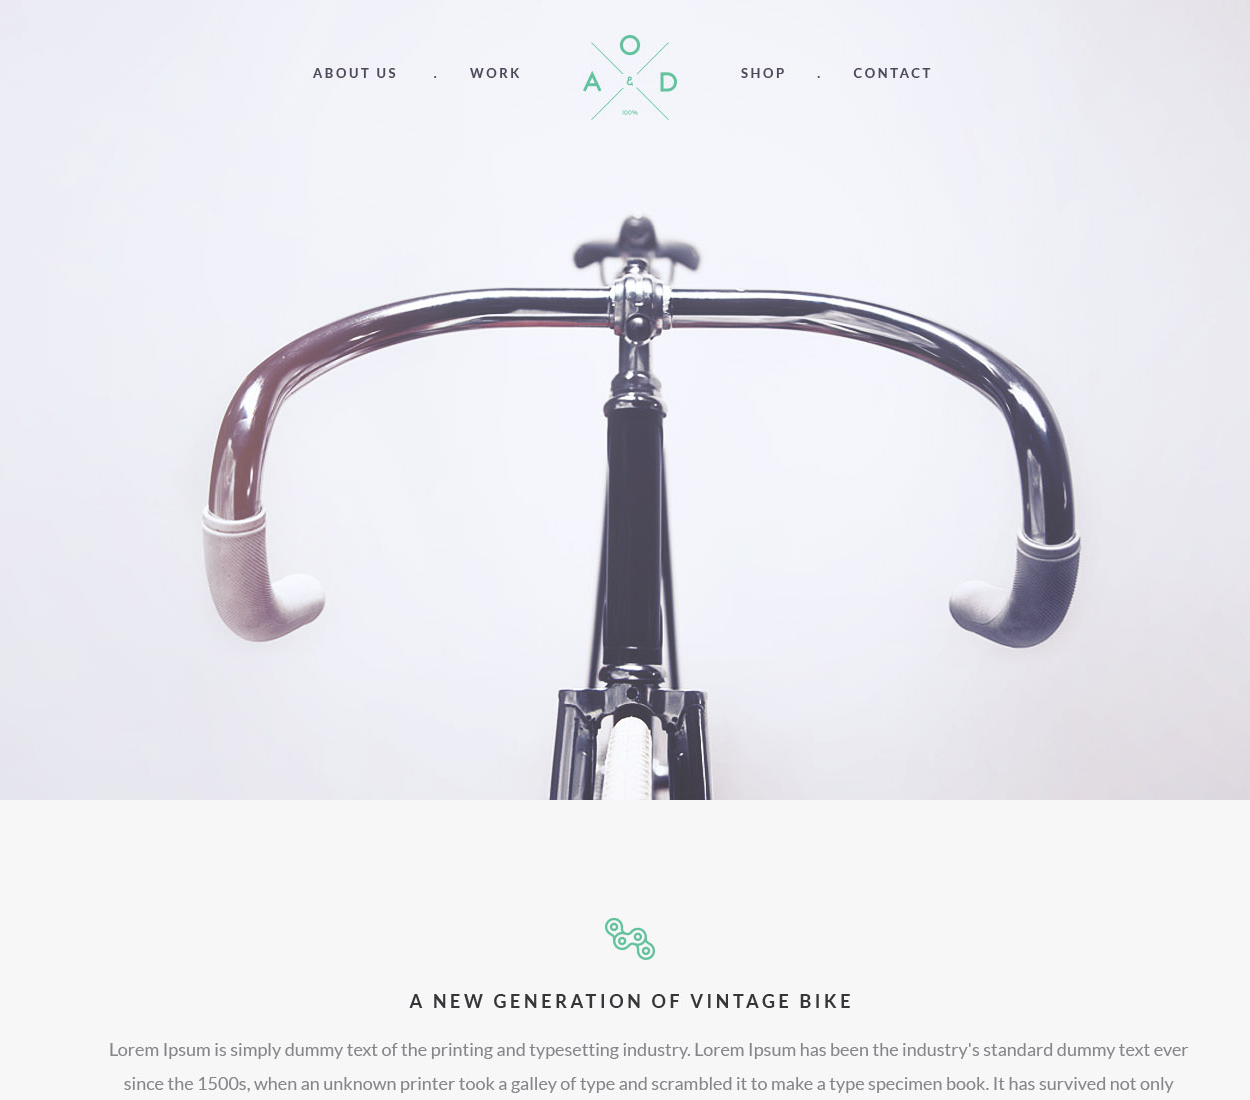 ABOUT US . WORK
O
A & D
100%
SHOP . CONTACT
A NEW GENERATION OF VINTAGE BIKE
Lorem Ipsum is simply dummy text of the printing and typesetting industry. Lorem Ipsum has been the industry's standard dummy text ever
since the 1500s, when an unknown printer took a galley of type and scrambled it to make a type specimen book. It has survived not only